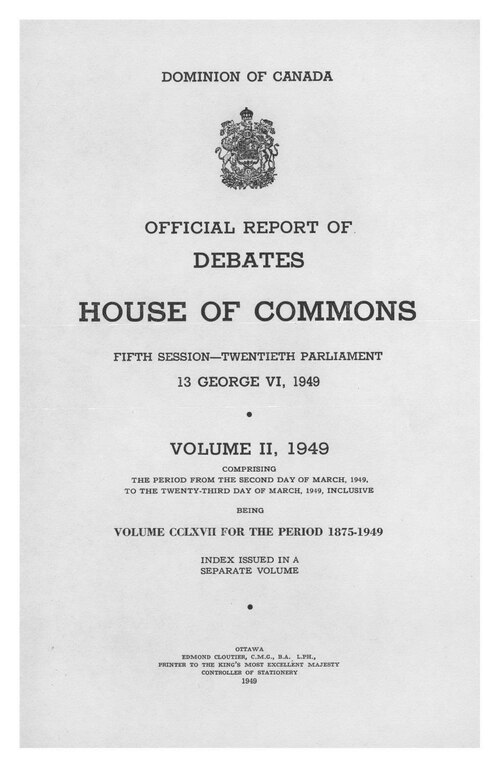 DOMINION OF CANADA
OFFICIAL REPORT OF
DEBATES
HOUSE OF COMMONS
FIFTH SESSION—TWENTIETH PARLIAMENT
13 GEORGE VI, 1949
VOLUME II, 1949
COMPRISING
THE PERIOD FROM THE SECOND DAY OF MARCH, 1949,
TO THE TWENTY-THIRD DAY OF MARCH, 1949, INCLUSIVE
BEING
VOLUME CCLXVII FOR THE PERIOD 1875-1949
INDEX ISSUED IN A
SEPARATE VOLUME
OTTAWA
EDMOND CLOUTIER, C.M.G., B.A. L.PH.,
PRINTER TO THE KING'S MOST EXCELLENT MAJESTY
CONTROLLER OF STATIONERY
1949